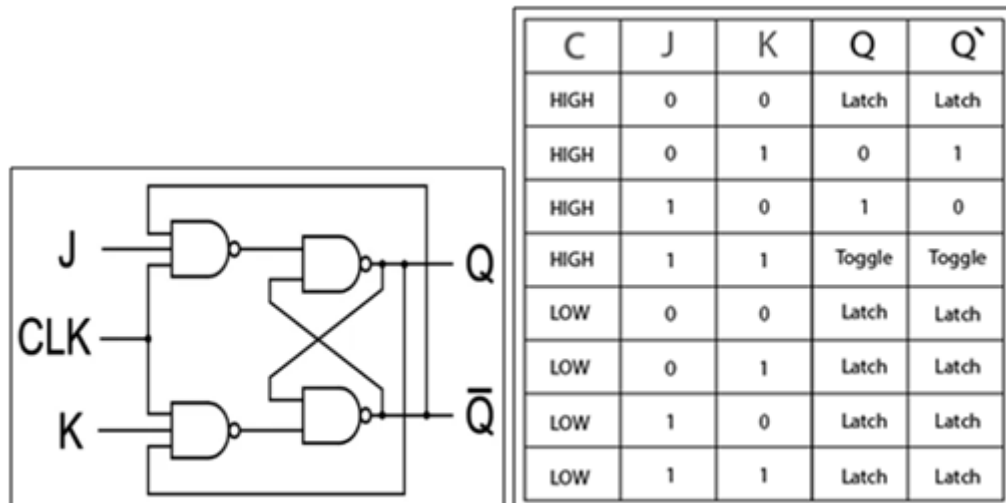 J
CLK
K
Q
Q̅
C J K Q Q`
HIGH 0 0 Latch Latch
HIGH 0 1 0 1
HIGH 1 0 1 0
HIGH 1 1 Toggle Toggle
LOW 0 0 Latch Latch
LOW 0 1 Latch Latch
LOW 1 0 Latch Latch
LOW 1 1 Latch Latch